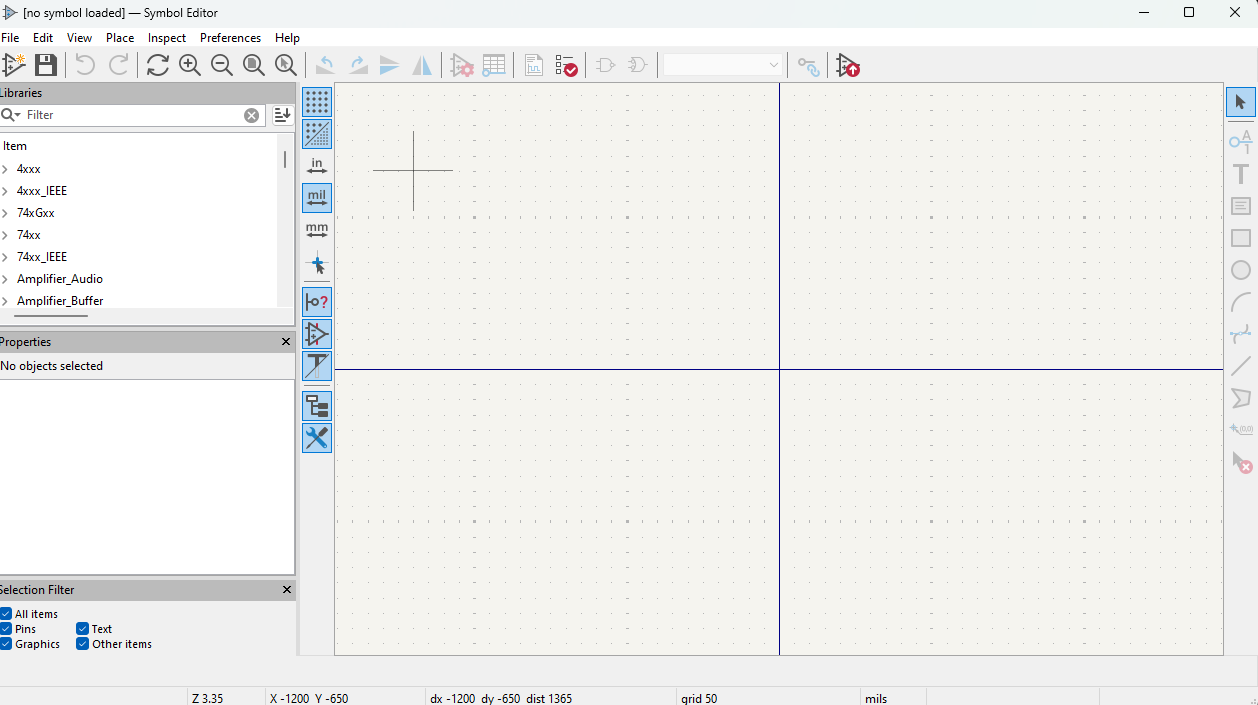 [no symbol loaded] — Symbol Editor
File Edit View Place Inspect Preferences Help
Libraries
Filter
Item
4xxx
4xxx_IEEE
74xGxx
74xx
74xx_IEEE
Amplifier_Audio
Amplifier_Buffer
in
mil
mm
Properties
No objects selected
Selection Filter
All items
Pins Text
Graphics Other items
A
T
(0,0)
Z 3.35 X -1200 Y -650 dx -1200 dy -650 dist 1365 grid 50 mils